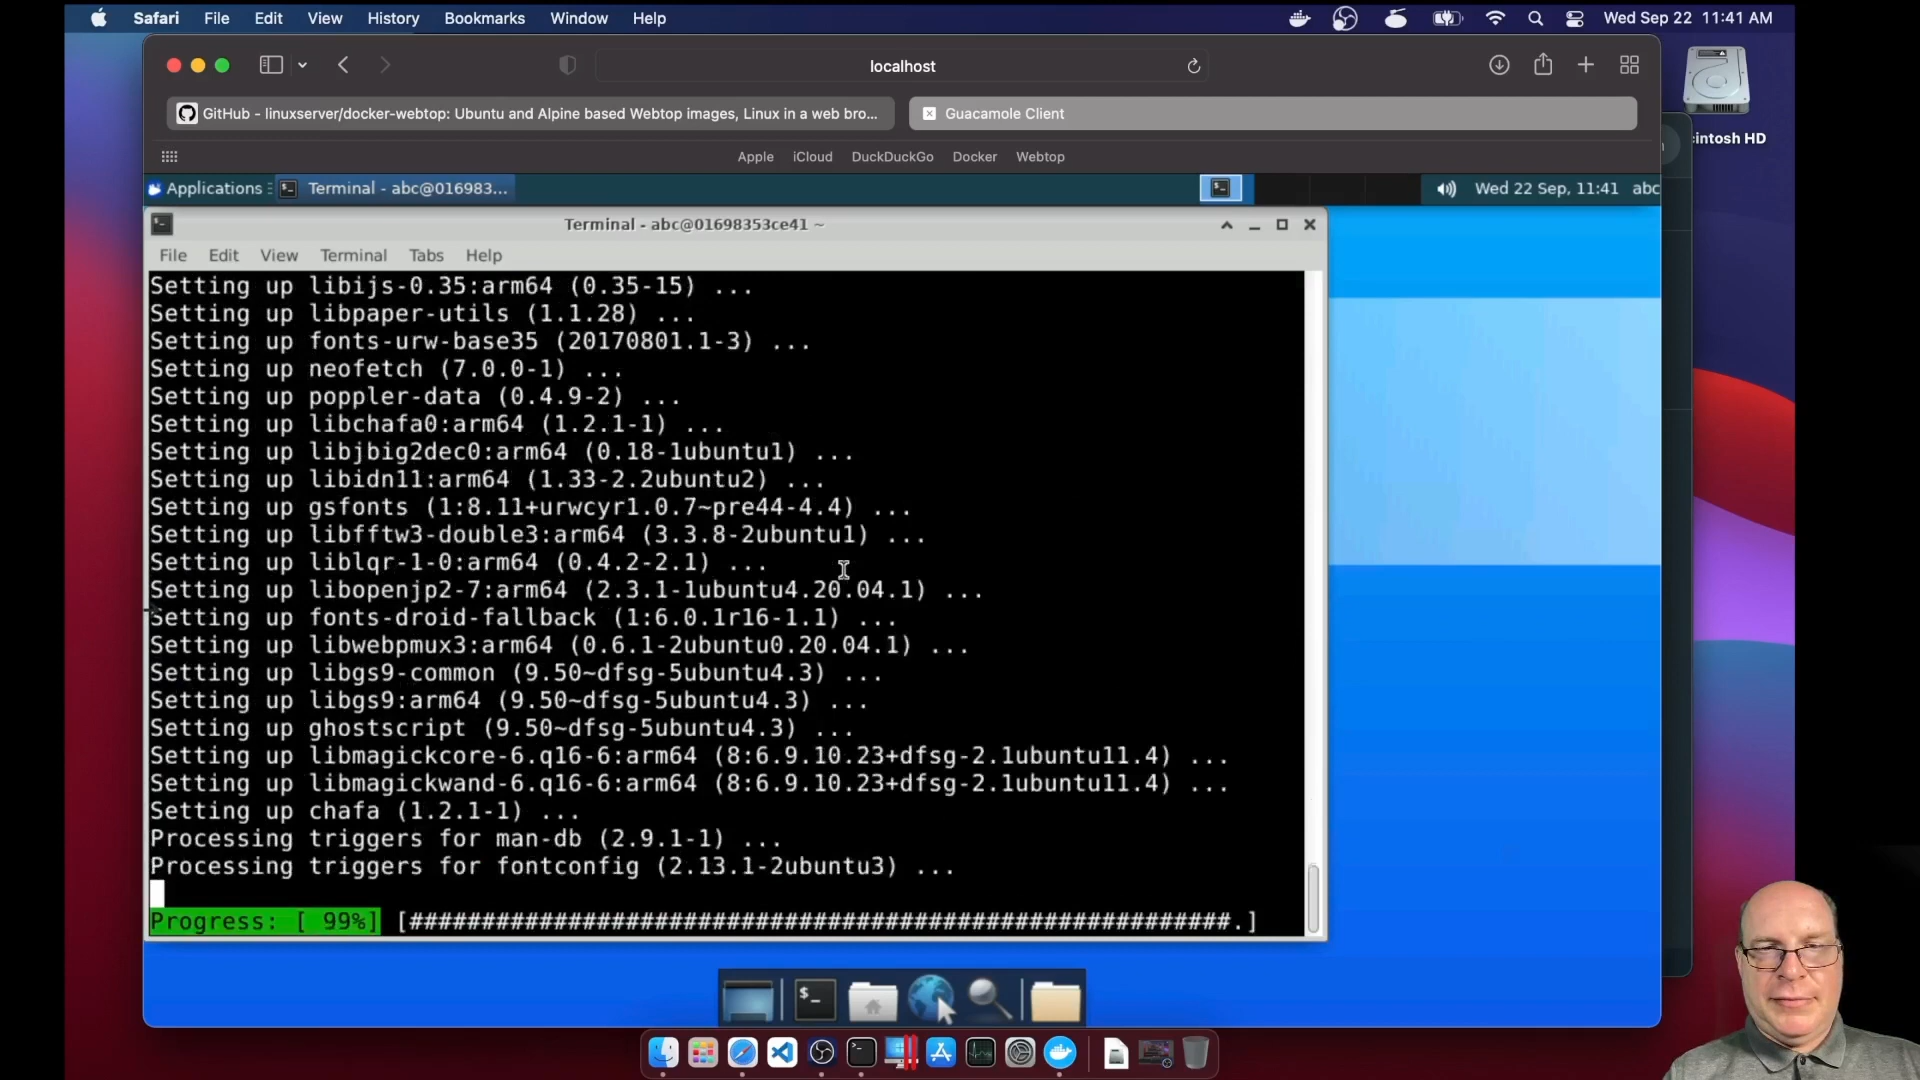 Safari File Edit View History Bookmarks Window Help Wed Sep 22 11:41 AM
localhost
GitHub - linuxserver/docker-webtop: Ubuntu and Alpine based Webtop images, Linux in a web bro... Guacamole Client
intosh HD
Apple iCloud DuckDuckGo Docker Webtop
Applications Terminal - abc@016983... Wed 22 Sep, 11:41 abc
Terminal - abc@01698353ce41 ~
File Edit View Terminal Tabs Help
Setting up libijs-0.35:arm64 (0.35-15) ...
Setting up libpaper-utils (1.1.28) ...
Setting up fonts-urw-base35 (20170801.1-3) ...
Setting up neofetch (7.0.0-1) ...
Setting up poppler-data (0.4.9-2) ...
Setting up libchafa0:arm64 (1.2.1-1) ...
Setting up libjbig2dec0:arm64 (0.18-1ubuntu1) ...
Setting up libidn11:arm64 (1.33-2.2ubuntu2) ...
Setting up gsfonts (1:8.11+urwcyr1.0.7~pre44-4.4) ...
Setting up libfftw3-double3:arm64 (3.3.8-2ubuntu1) ...
Setting up liblqr-1-0:arm64 (0.4.2-2.1) ...
Setting up libopenjp2-7:arm64 (2.3.1-1ubuntu4.20.04.1) ...
Setting up fonts-droid-fallback (1:6.0.1r16-1.1) ...
Setting up libwebpmux3:arm64 (0.6.1-2ubuntu0.20.04.1) ...
Setting up libgs9-common (9.50~dfsg-5ubuntu4.3) ...
Setting up libgs9:arm64 (9.50~dfsg-5ubuntu4.3) ...
Setting up ghostscript (9.50~dfsg-5ubuntu4.3) ...
Setting up libmagickcore-6.q16-6:arm64 (8:6.9.10.23+dfsg-2.1ubuntu11.4) ...
Setting up libmagickwand-6.q16-6:arm64 (8:6.9.10.23+dfsg-2.1ubuntu11.4) ...
Setting up chafa (1.2.1-1) ...
Processing triggers for man-db (2.9.1-1) ...
Processing triggers for fontconfig (2.13.1-2ubuntu3) ...
Progress: [ 99%] [#########################################################.]